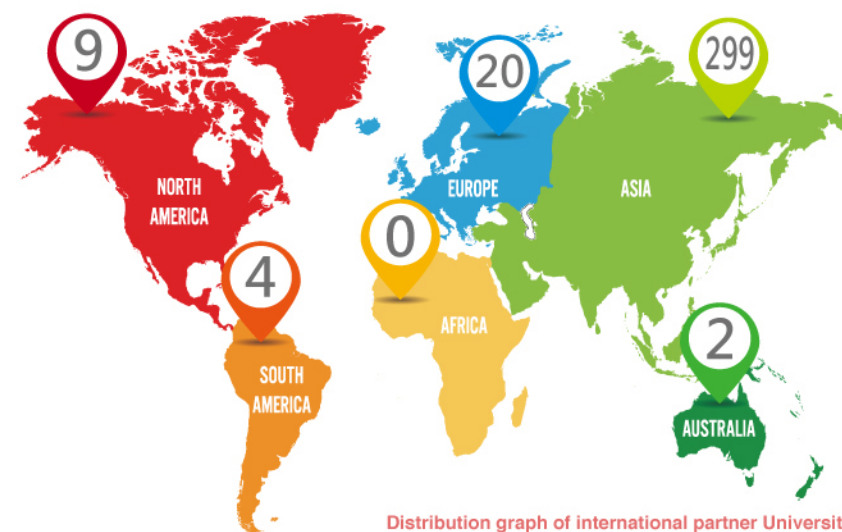 9
20
299
NORTH
AMERICA
EUROPE
ASIA
0
4
AFRICA
2
SOUTH
AMERICA
AUSTRALIA
Distribution graph of international partner Universit